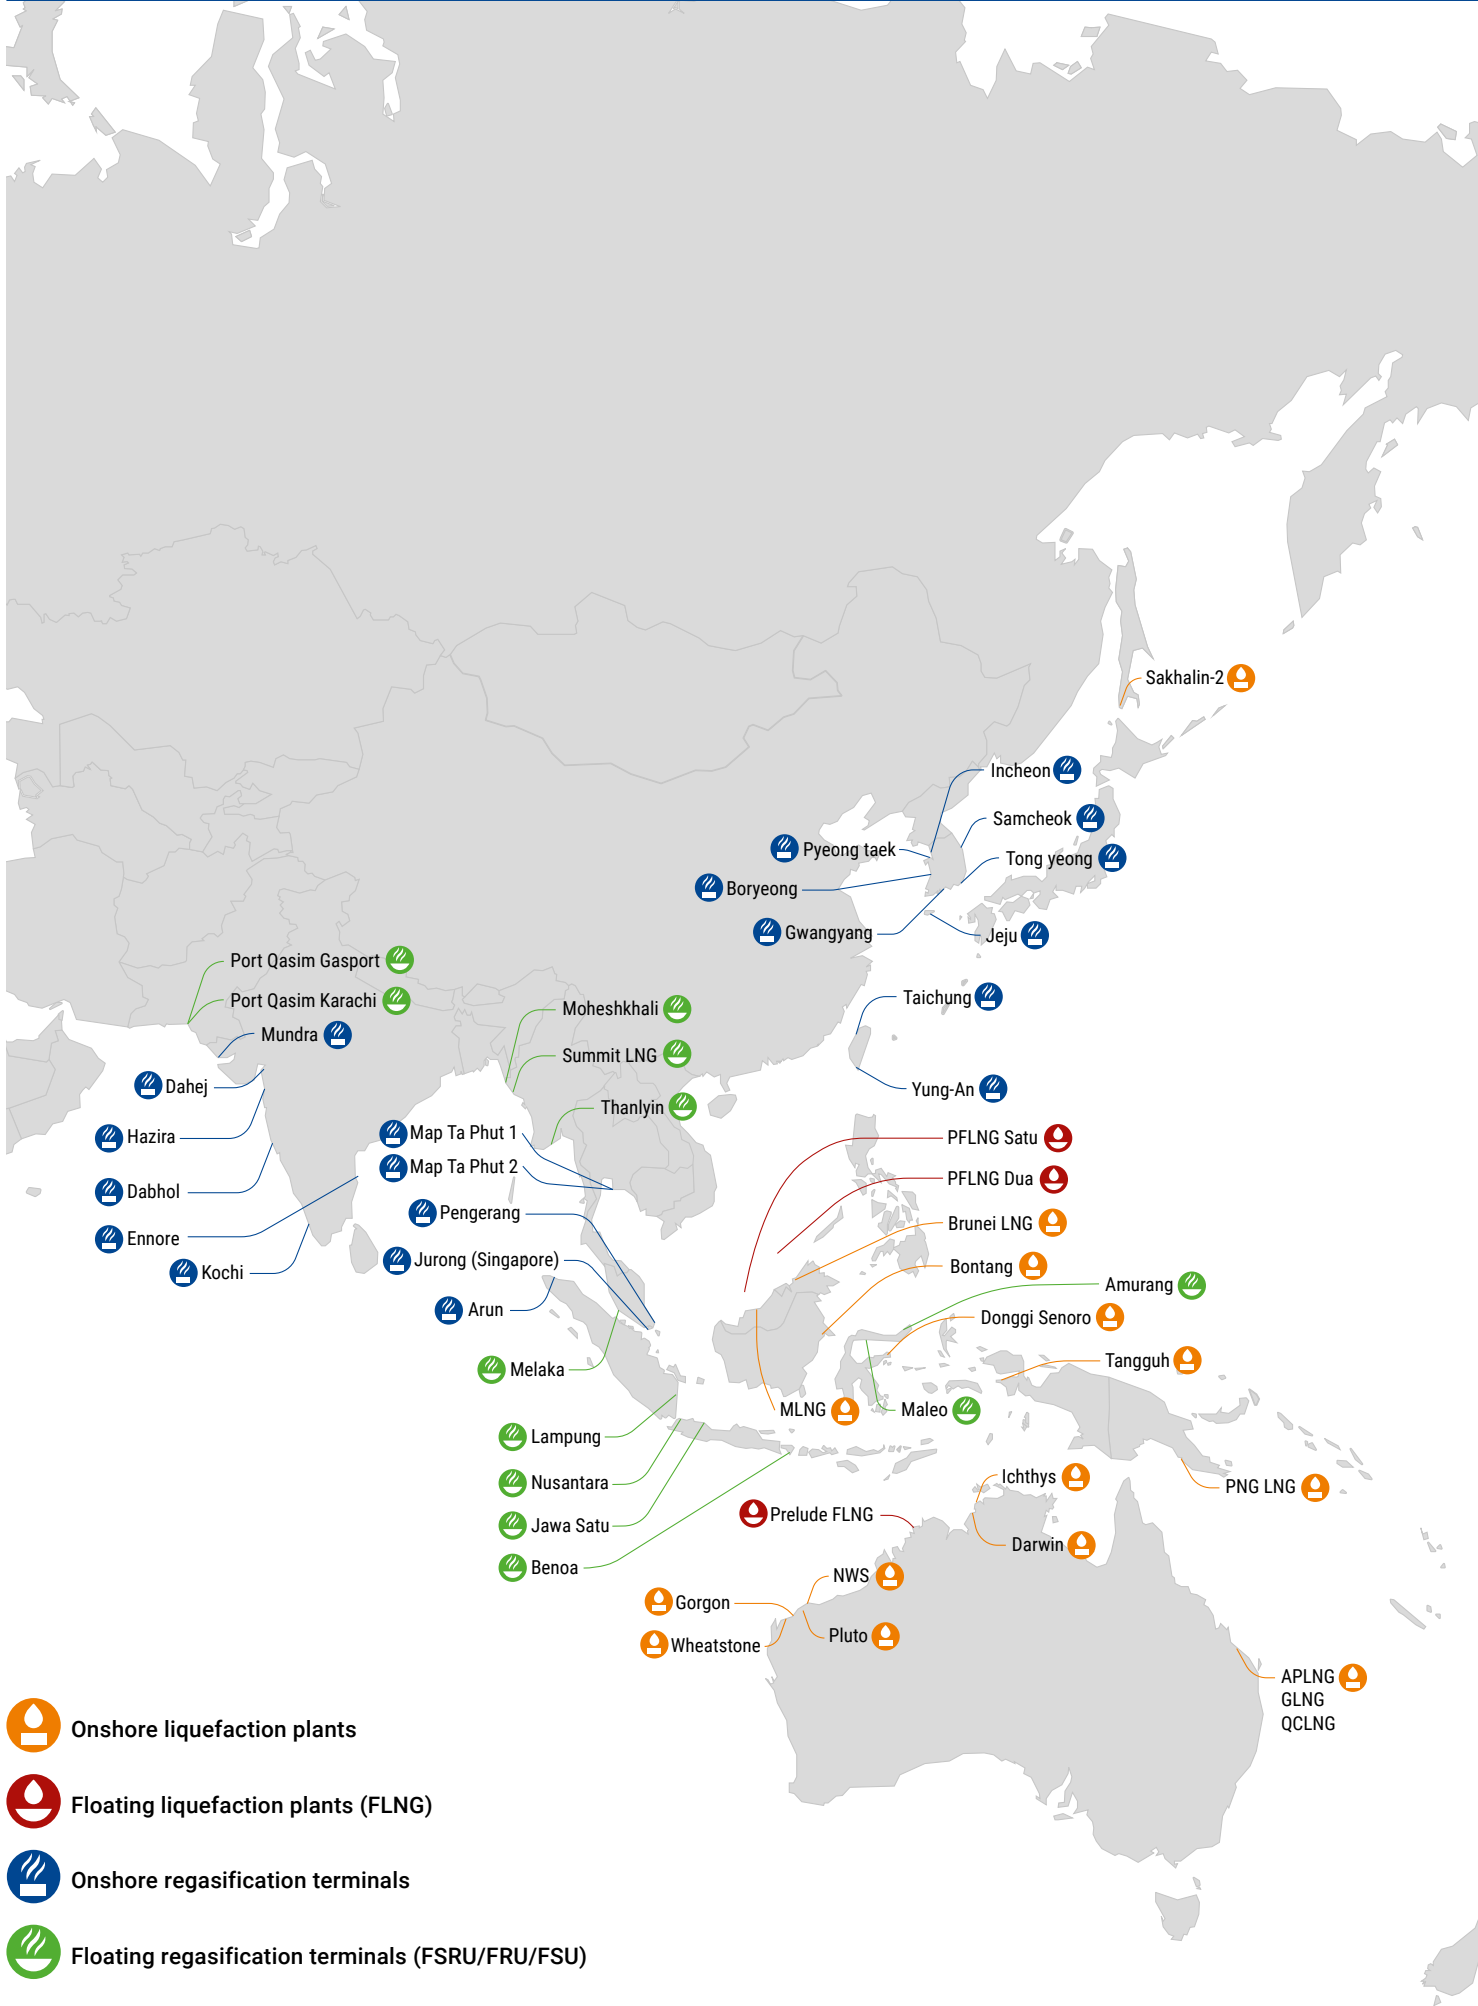 Sakhalin-2
Incheon
Samcheok
Pyeong taek
Tong yeong
Boryeong
Gwangyang
Jeju
Port Qasim Gasport
Port Qasim Karachi
Mundra
Moheshkhali
Taichung
Summit LNG
Dahej
Yung-An
Thanlyin
Hazira
Map Ta Phut 1
PFLNG Satu
Map Ta Phut 2
PFLNG Dua
Dabhol
Pengerang
Brunei LNG
Ennore
Jurong (Singapore)
Bontang
Kochi
Amurang
Arun
Donggi Senoro
Melaka
Tangguh
MLNG
Maleo
Lampung
Ichthys
Nusantara
PNG LNG
Prelude FLNG
Jawa Satu
Darwin
Benoa
NWS
Gorgon
Pluto
Wheatstone
APLNG
GLNG
QCLNG
Onshore liquefaction plants
Floating liquefaction plants (FLNG)
Onshore regasification terminals
Floating regasification terminals (FSRU/FRU/FSU)